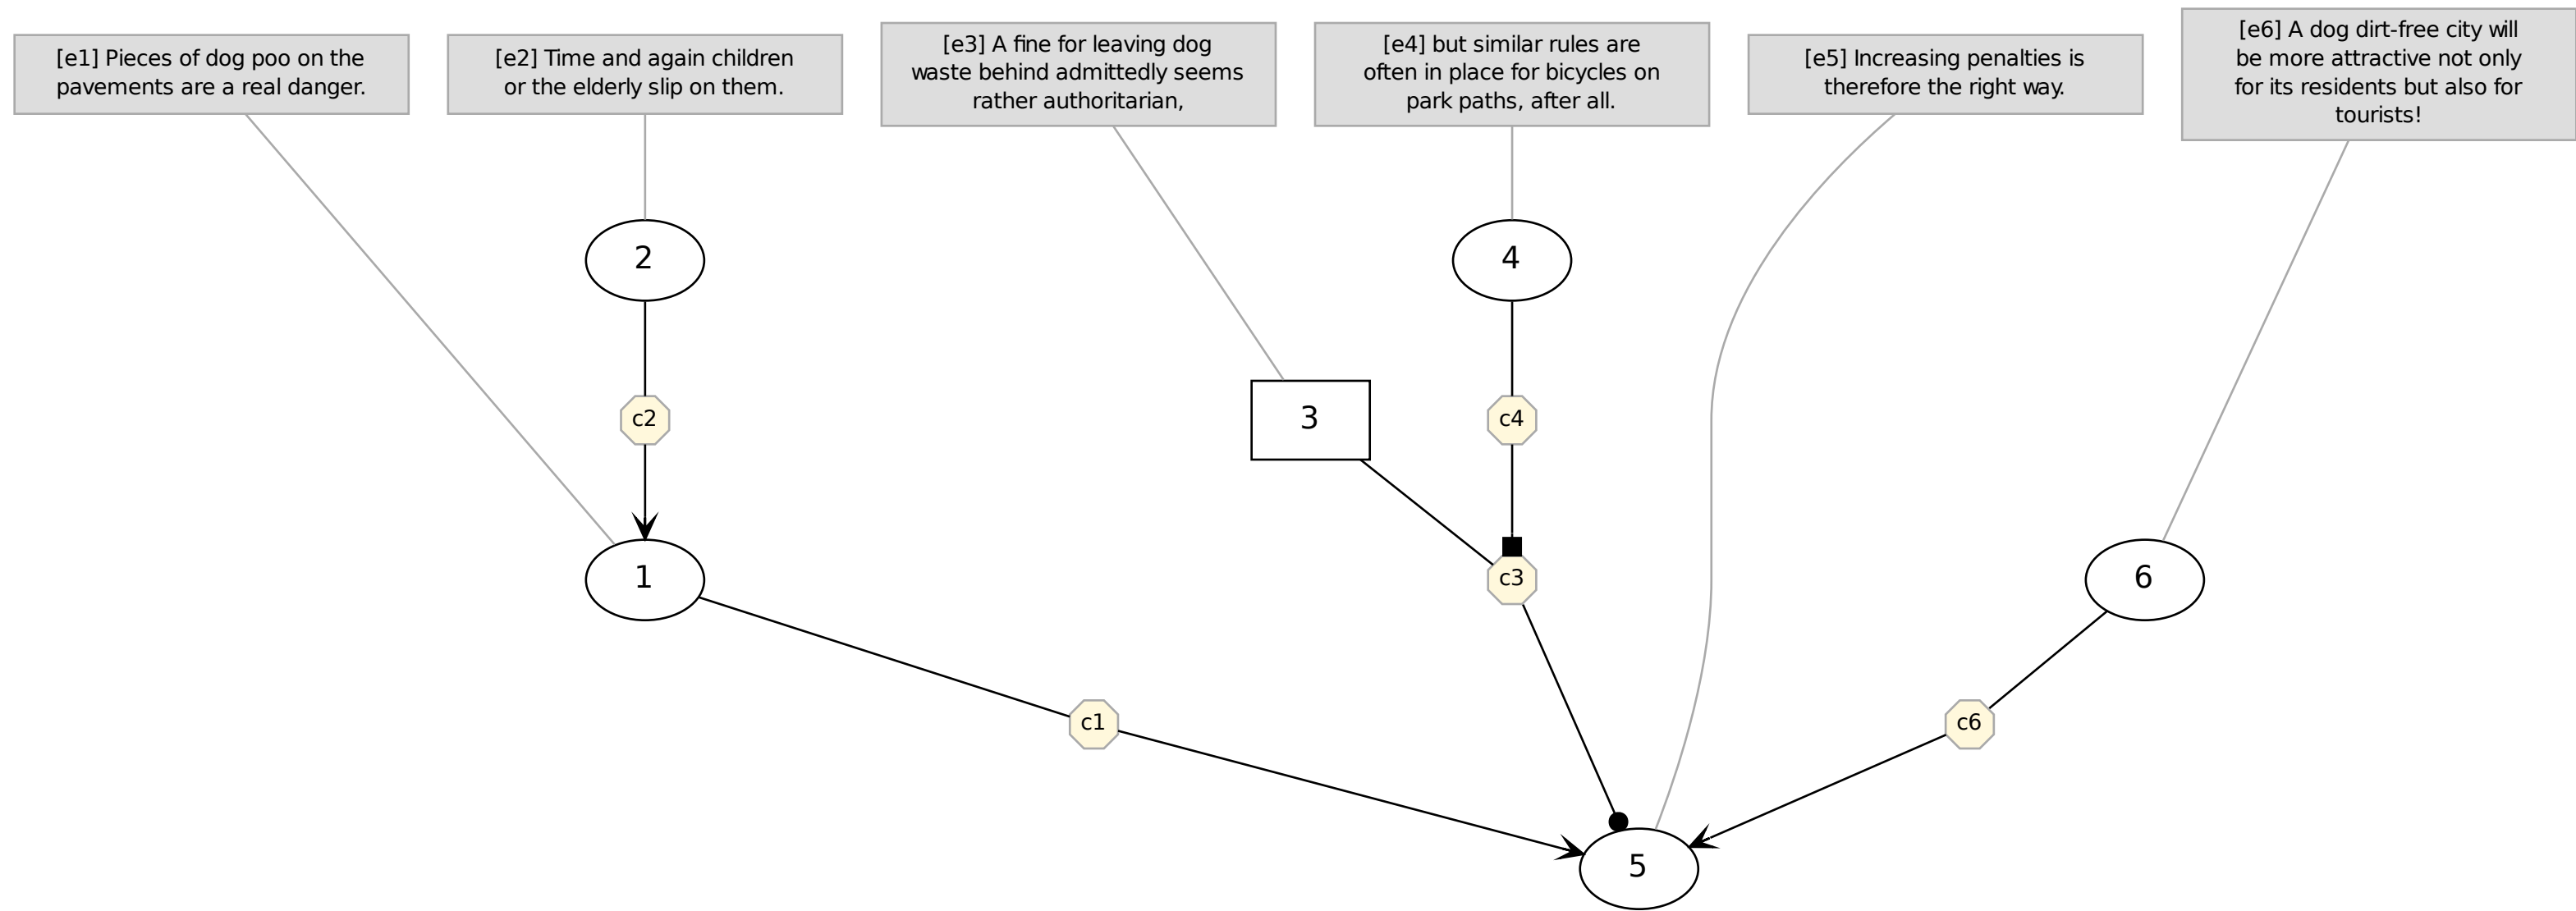 [e1] Pieces of dog poo on the
pavements are a real danger.
[e2] Time and again children
or the elderly slip on them.
[e3] A fine for leaving dog
waste behind admittedly seems
rather authoritarian,
[e4] but similar rules are
often in place for bicycles on
park paths, after all.
[e5] Increasing penalties is
therefore the right way.
[e6] A dog dirt-free city will
be more attractive not only
for its residents but also for
tourists!
2
4
c2
3
c4
1
c3
6
c1
c6
5